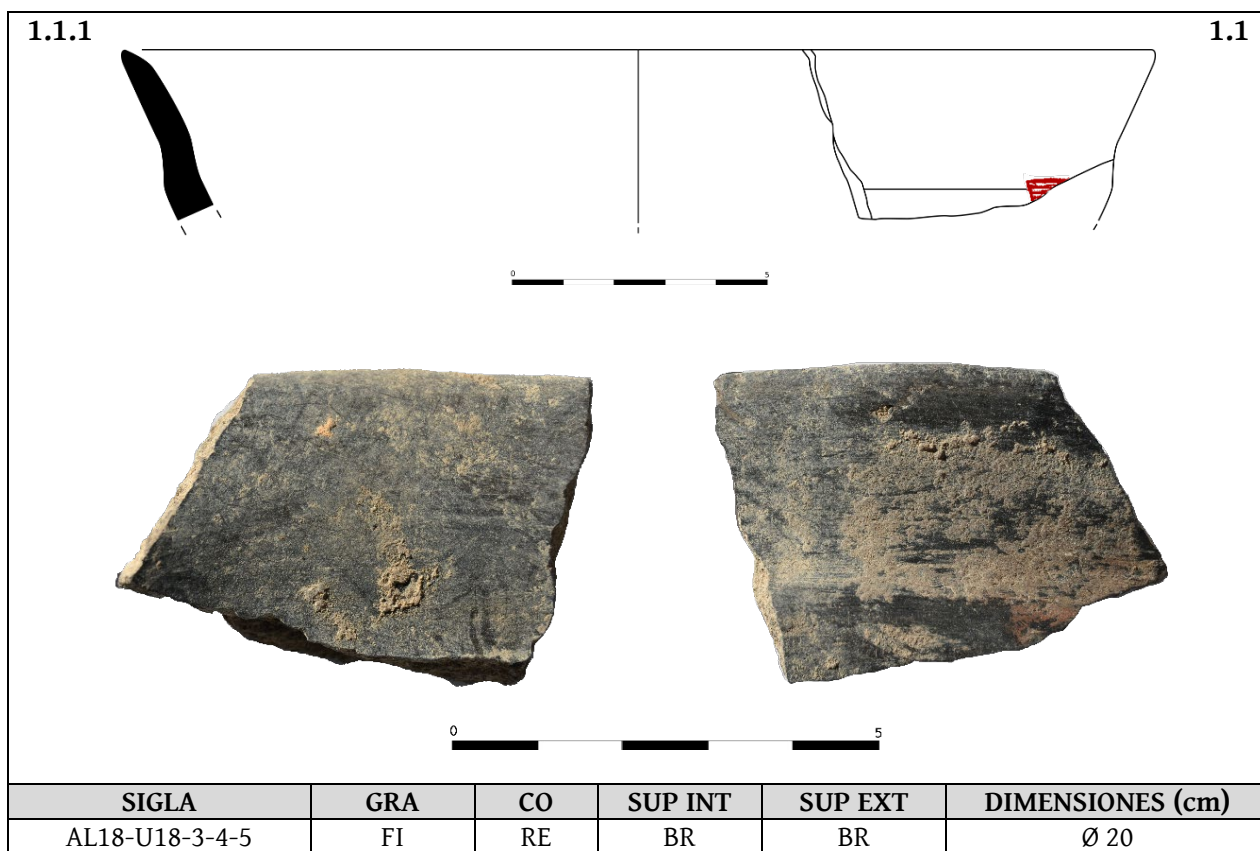 1.1.1 1.1
0 5
0 5
SIGLA GRA CO SUP INT SUP EXT DIMENSIONES (cm)
AL18-U18-3-4-5 FI RE BR BR Ø 20